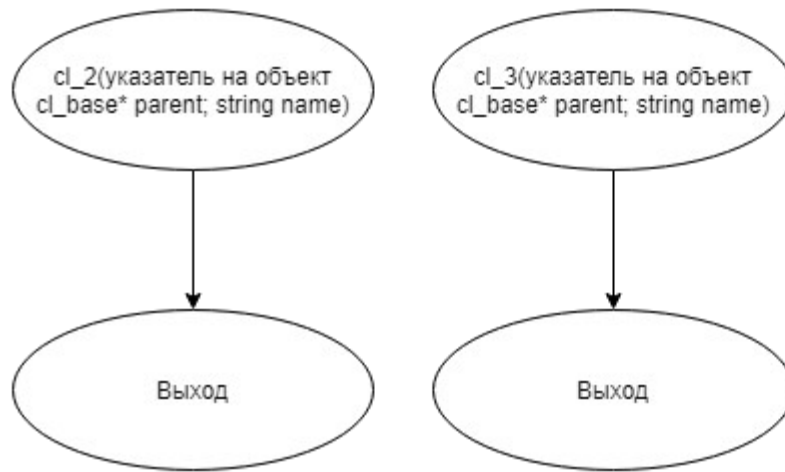 cl_2(указатель на объект
cl_base* parent; string name)
cl_3(указатель на объект
cl_base* parent; string name)
Выход
Выход